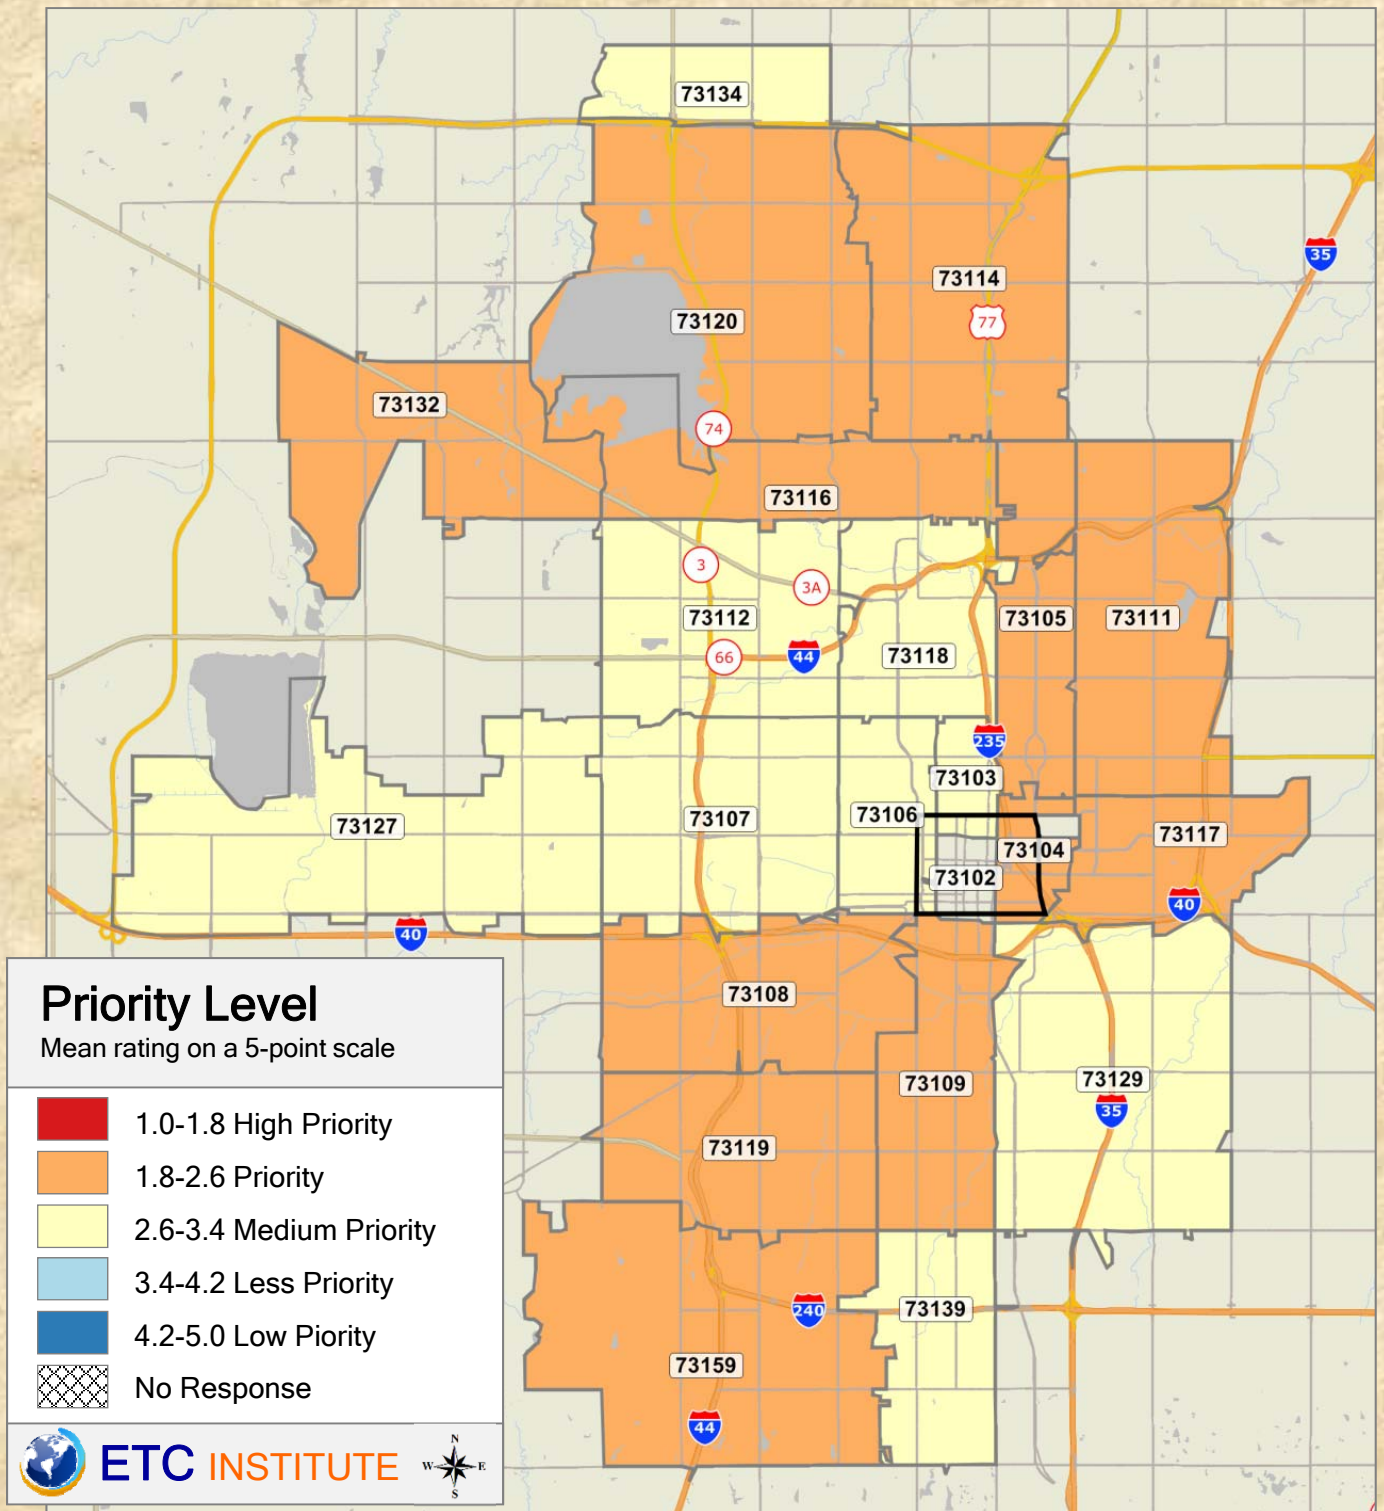 73134
35
73114
77
73120
73132
74
73116
3
3A
73112
73105
73111
66
44
73118
235
73103
73106
73107
73127
73117
73104
73102
40
40
73108
73129
73109
35
73119
240
73139
73159
44
Priority Level
Mean rating on a 5-point scale
1.0-1.8 High Priority
1.8-2.6 Priority
2.6-3.4 Medium Priority
3.4-4.2 Less Priority
4.2-5.0 Low Piority
No Response
ETC INSTITUTE
N
W E
S